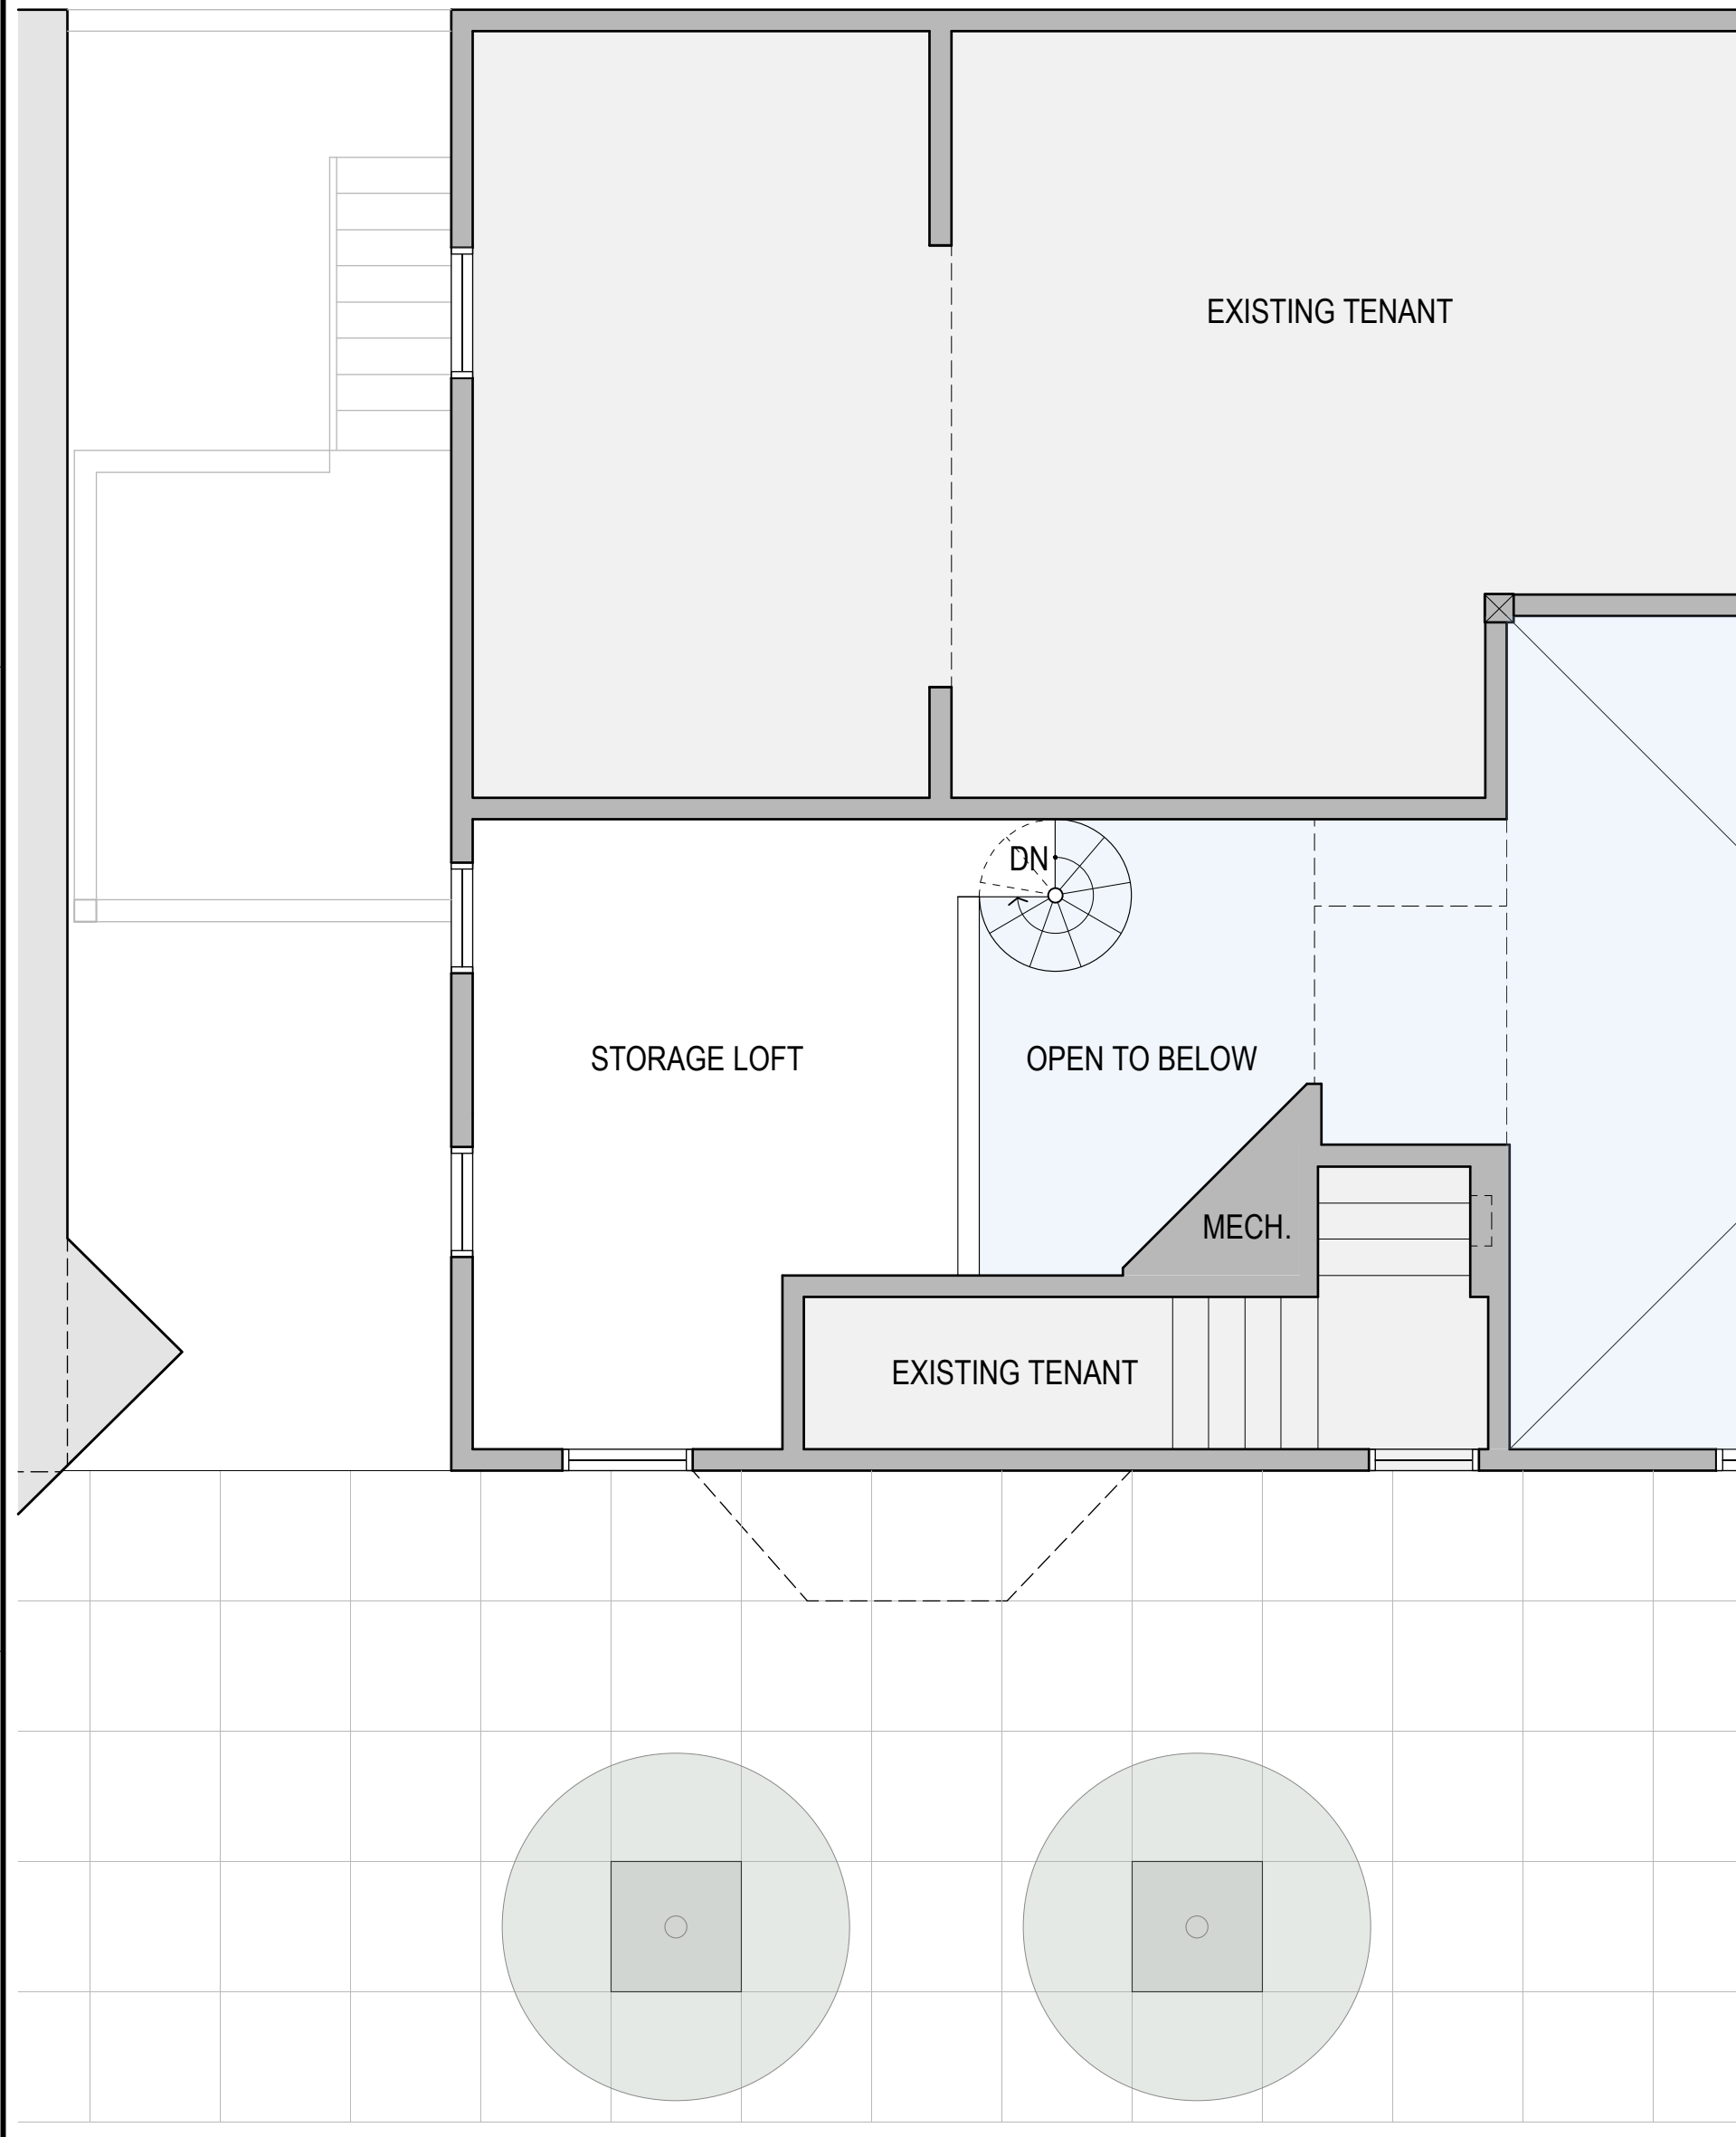 EXISTING TENANT
DN
STORAGE LOFT
OPEN TO BELOW
MECH.
EXISTING TENANT